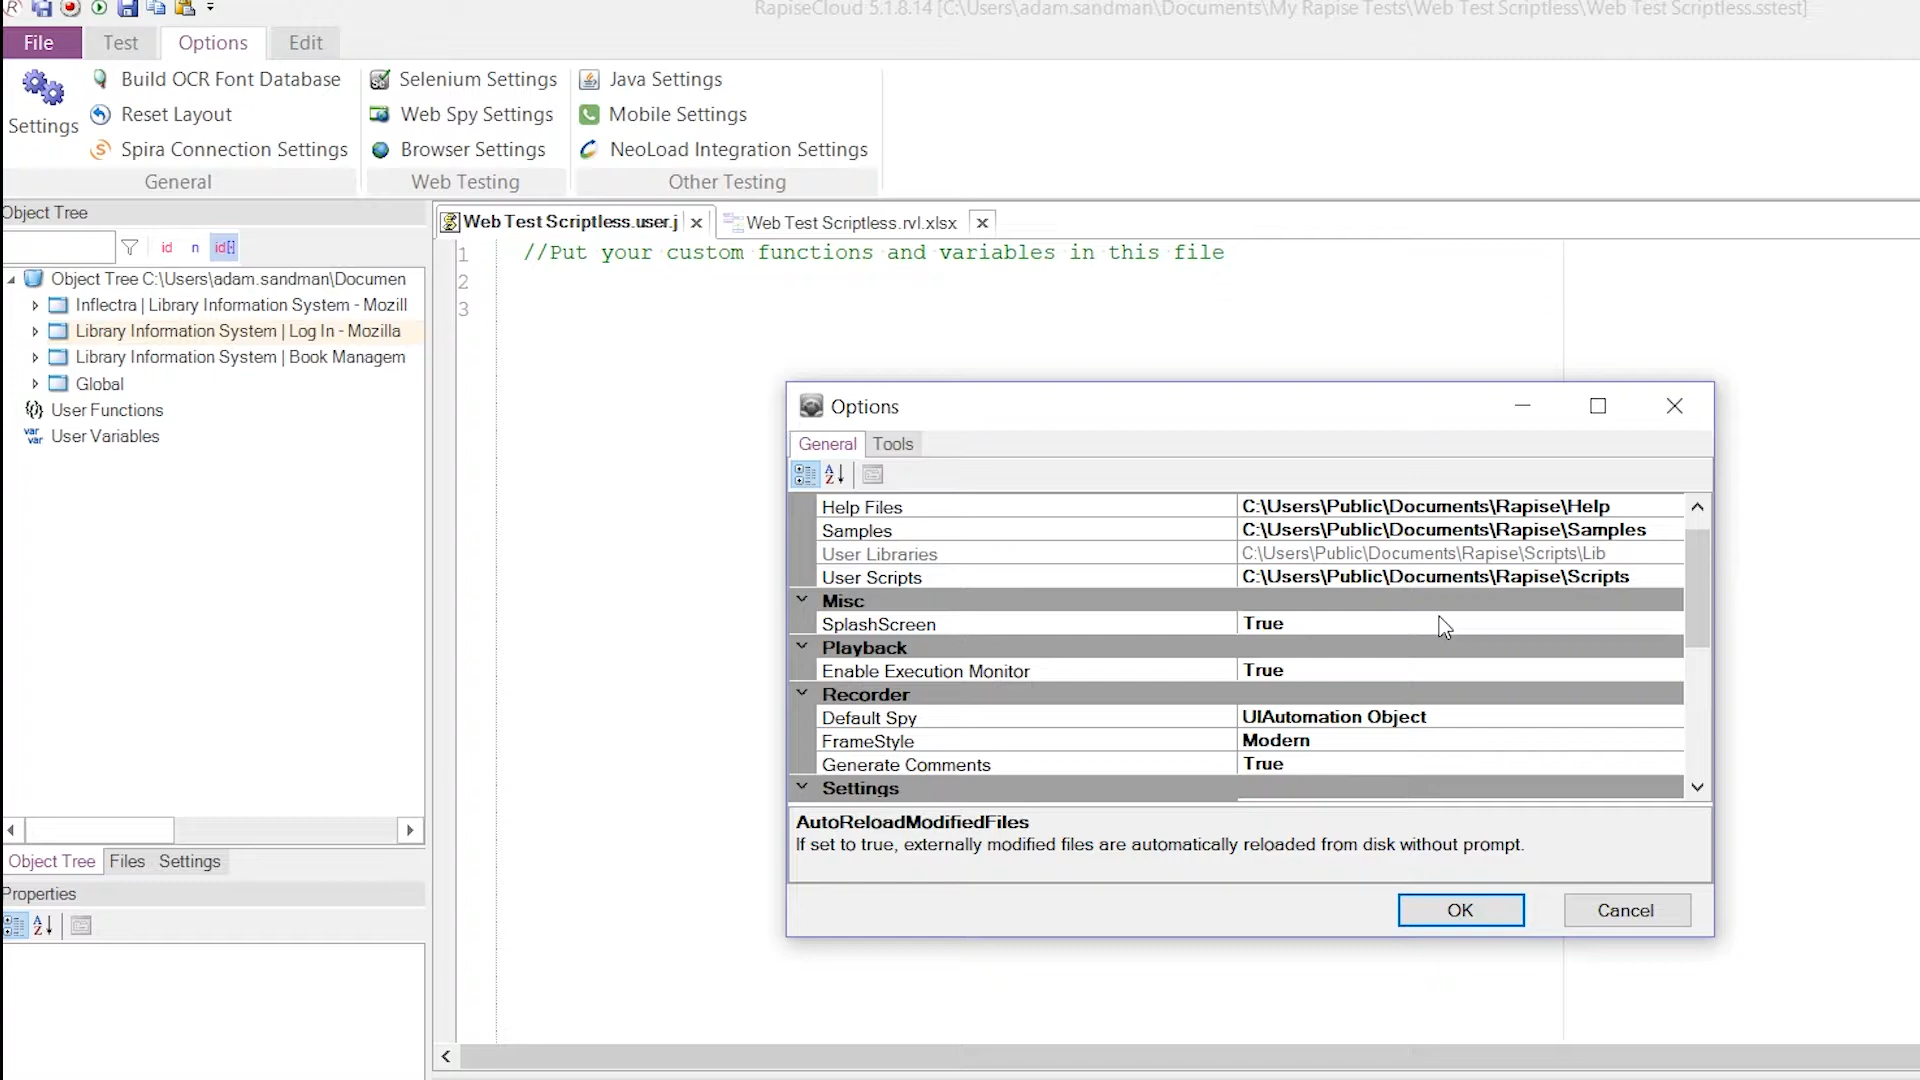 RapiseCloud 5.1.8.14 [C:\Users\adam.sandman\Documents\My Rapise Tests\Web Test Scriptless\Web Test Scriptless.sstest]
File
Test
Options
Edit
Settings
Build OCR Font Database
Reset Layout
Spira Connection Settings
General
Selenium Settings
Web Spy Settings
Browser Settings
Web Testing
Java Settings
Mobile Settings
NeoLoad Integration Settings
Other Testing
Object Tree
id
n
id[·]
Object Tree C:\Users\adam.sandman\Documen
Inflectra | Library Information System - Mozill
Library Information System | Log In - Mozilla
Library Information System | Book Managem
Global
User Functions
User Variables
Object Tree
Files
Settings
Properties
Web Test Scriptless.user.j
Web Test Scriptless.rvl.xlsx
1 //Put your custom functions and variables in this file
2
3
Options
General
Tools
Help Files C:\Users\Public\Documents\Rapise\Help
Samples C:\Users\Public\Documents\Rapise\Samples
User Libraries C:\Users\Public\Documents\Rapise\Scripts\Lib
User Scripts C:\Users\Public\Documents\Rapise\Scripts
Misc
SplashScreen True
Playback
Enable Execution Monitor True
Recorder
Default Spy UIAutomation Object
FrameStyle Modern
Generate Comments True
Settings
AutoReloadModifiedFiles
If set to true, externally modified files are automatically reloaded from disk without prompt.
OK
Cancel